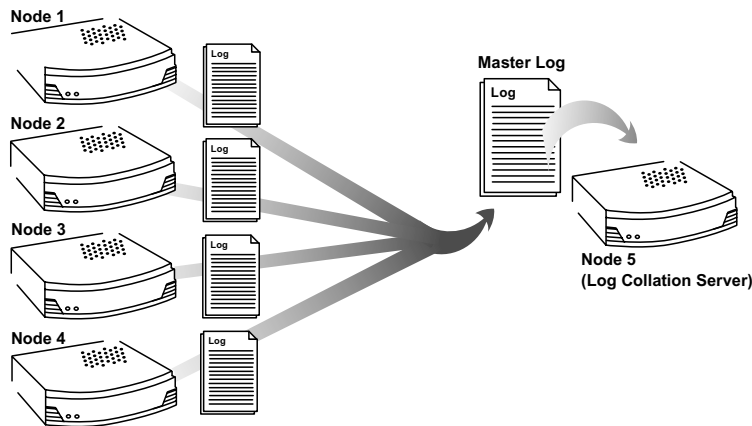 Node 1
Log
Node 2
Log
Node 3
Log
Node 4
Log
Master Log
Log
Node 5
(Log Collation Server)